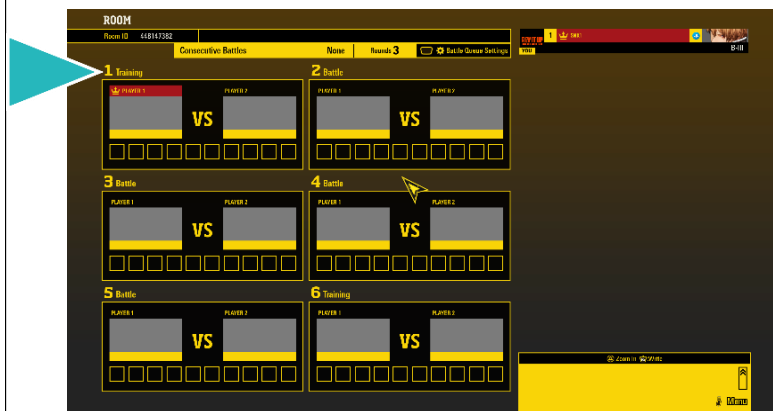 ROOM
Room ID 448147382
Consecutive Battles None Rounds 3 Battle Queue Settings
1
YOU B-III
1 Training
PLAYER 1 VS PLAYER 2
2 Battle
PLAYER 1 VS PLAYER 2
3 Battle
PLAYER 1 VS PLAYER 2
4 Battle
PLAYER 1 VS PLAYER 2
5 Battle
PLAYER 1 VS PLAYER 2
6 Training
PLAYER 1 VS PLAYER 2
Zoom In Write
Menu